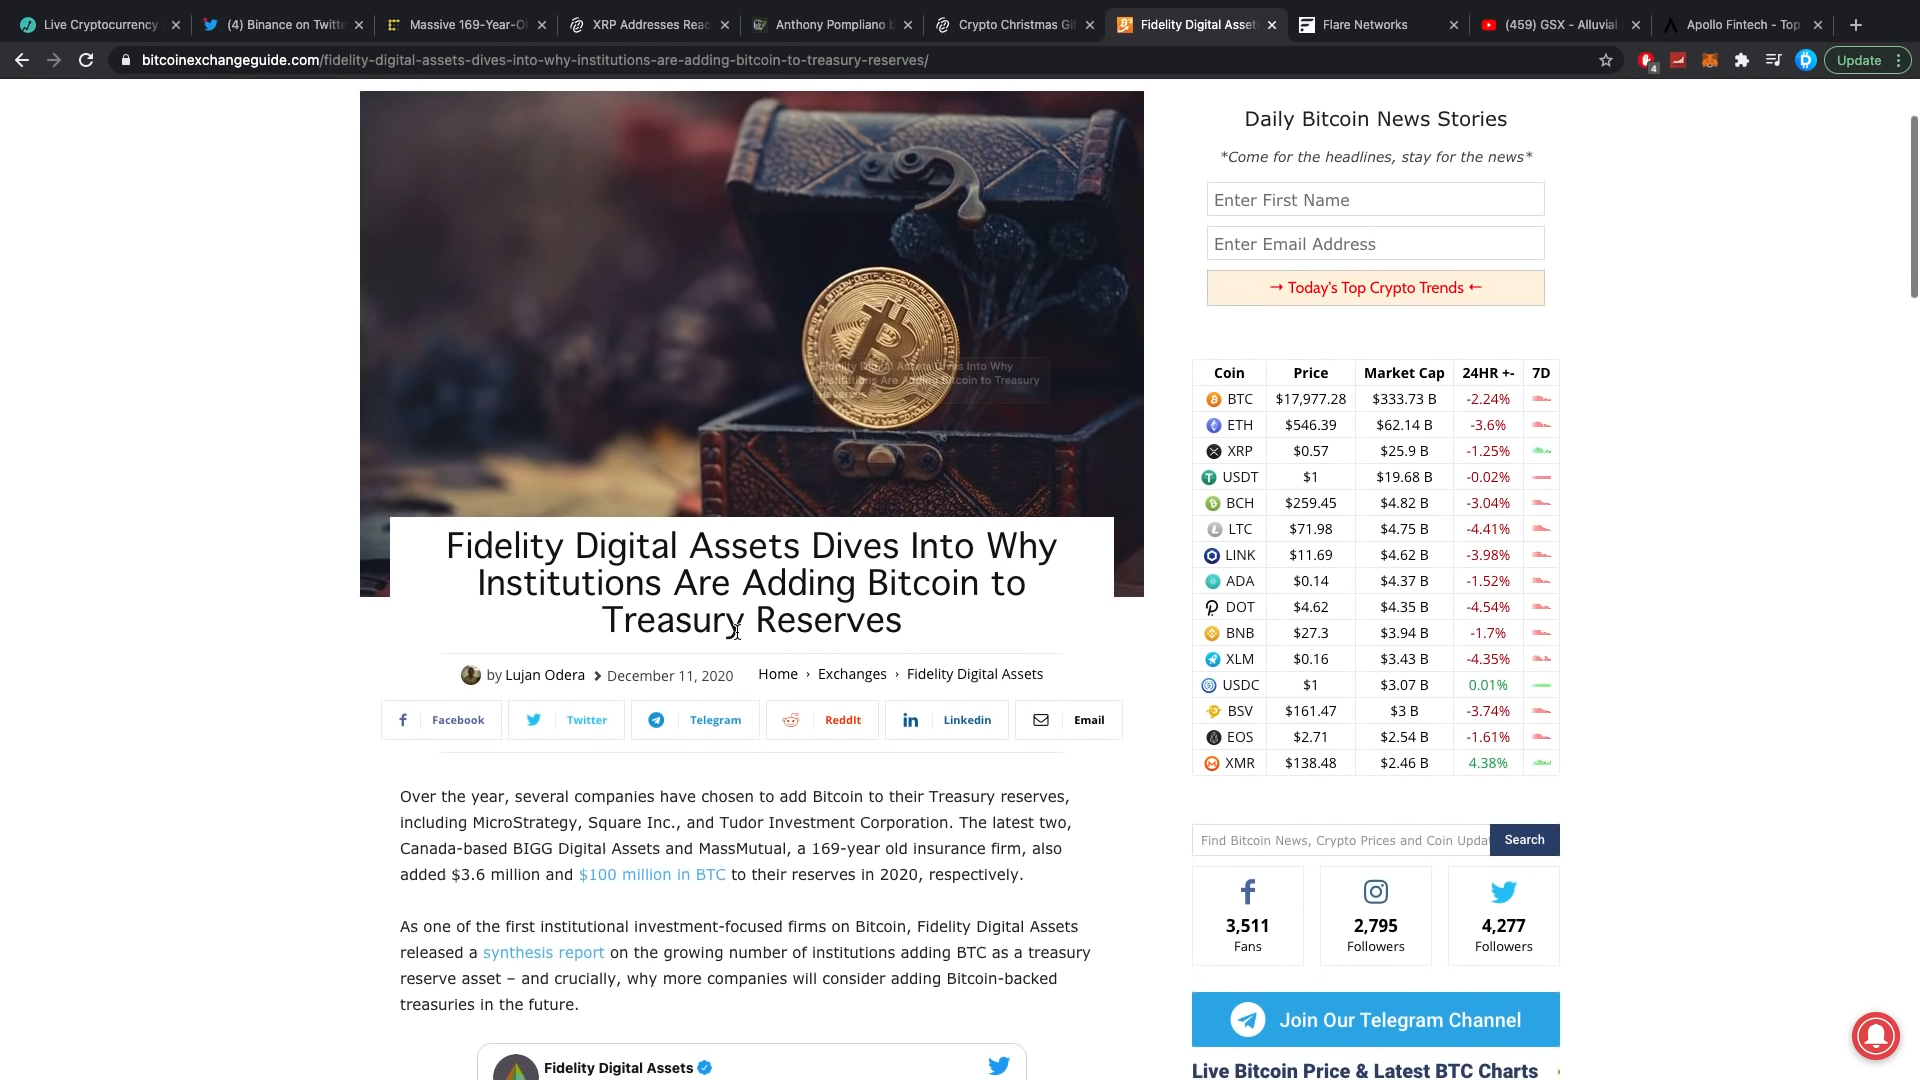 Live Cryptocurrency
(4) Binance on Twitte
Massive 169-Year-Ol
XRP Addresses Reac
Anthony Pompliano
Crypto Christmas Gif
Fidelity Digital Asset
Flare Networks
(459) GSX - Alluvial
Apollo Fintech - Top
bitcoinexchangeguide.com/fidelity-digital-assets-dives-into-why-institutions-are-adding-bitcoin-to-treasury-reserves/
4
Update
Fidelity Digital Assets Dives Into Why
Institutions Are Adding Bitcoin to Treasury
Reserves
Fidelity Digital Assets Dives Into Why
Institutions Are Adding Bitcoin to
Treasury Reserves
by Lujan Odera
December 11, 2020
Home › Exchanges › Fidelity Digital Assets
Facebook
Twitter
Telegram
ReddIt
Linkedin
Email
Over the year, several companies have chosen to add Bitcoin to their Treasury reserves,
including MicroStrategy, Square Inc., and Tudor Investment Corporation. The latest two,
Canada-based BIGG Digital Assets and MassMutual, a 169-year old insurance firm, also
added $3.6 million and $100 million in BTC to their reserves in 2020, respectively.
As one of the first institutional investment-focused firms on Bitcoin, Fidelity Digital Assets
released a synthesis report on the growing number of institutions adding BTC as a treasury
reserve asset – and crucially, why more companies will consider adding Bitcoin-backed
treasuries in the future.
Fidelity Digital Assets
Daily Bitcoin News Stories
*Come for the headlines, stay for the news*
Enter First Name
Enter Email Address
→ Today's Top Crypto Trends ←
Coin Price Market Cap 24HR +- 7D
BTC $17,977.28 $333.73 B -2.24%
ETH $546.39 $62.14 B -3.6%
XRP $0.57 $25.9 B -1.25%
USDT $1 $19.68 B -0.02%
BCH $259.45 $4.82 B -3.04%
LTC $71.98 $4.75 B -4.41%
LINK $11.69 $4.62 B -3.98%
ADA $0.14 $4.37 B -1.52%
DOT $4.62 $4.35 B -4.54%
BNB $27.3 $3.94 B -1.7%
XLM $0.16 $3.43 B -4.35%
USDC $1 $3.07 B 0.01%
BSV $161.47 $3 B -3.74%
EOS $2.71 $2.54 B -1.61%
XMR $138.48 $2.46 B 4.38%
Find Bitcoin News, Crypto Prices and Coin Upda
Search
3,511
Fans
2,795
Followers
4,277
Followers
Join Our Telegram Channel
Live Bitcoin Price & Latest BTC Charts